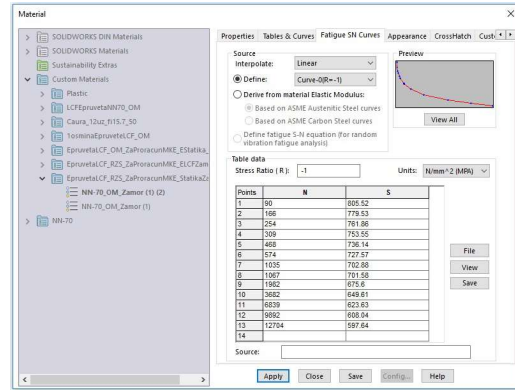 Material
SOLIDWORKS DIN Materials
SOLIDWORKS Materials
Sustainability Extras
Custom Materials
Plastic
LCFEpruvetaNN70_OM
Caura_12uz_fi15.7_50
1osminaEpruveteLCF_OM
EpruvetaLCF_OM_ZaProracunMKE_EStatika_
EpruvetaLCF_RZS_ZaProracunMKE_ELCFZam
EpruvetaLCF_RZS_ZaProracunMKE_StatikaZa
NN-70_OM_Zamor (1) (2)
NN-70_OM_Zamor (1)
NN-70
Properties Tables & Curves Fatigue SN Curves Appearance CrossHatch Cust
Source
Interpolate: Linear
Define: Curve-0(R=-1)
Derive from material Elastic Modulus:
Based on ASME Austenitic Steel curves
Based on ASME Carbon Steel curves
Define fatigue S-N equation (for random
vibration fatigue analysis)
Preview
View All
Table data
Stress Ratio ( R ): -1 Units: N/mm^2 (MPA)
Points N S
1 90 805.52
2 166 779.53
3 254 761.86
4 309 753.55
5 468 736.14
6 574 727.57
7 1035 702.88
8 1067 701.58
9 1982 675.6
10 3682 649.61
11 6839 623.63
12 9892 608.04
13 12704 597.64
14
File
View
Save
Source:
Apply Close Save Config... Help